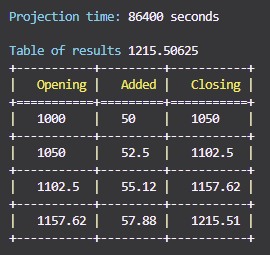 Projection time: 86400 seconds
Table of results 1215.50625
Opening | Added | Closing
1000 | 50 | 1050
1050 | 52.5 | 1102.5
1102.5 | 55.12 | 1157.62
1157.62 | 57.88 | 1215.51